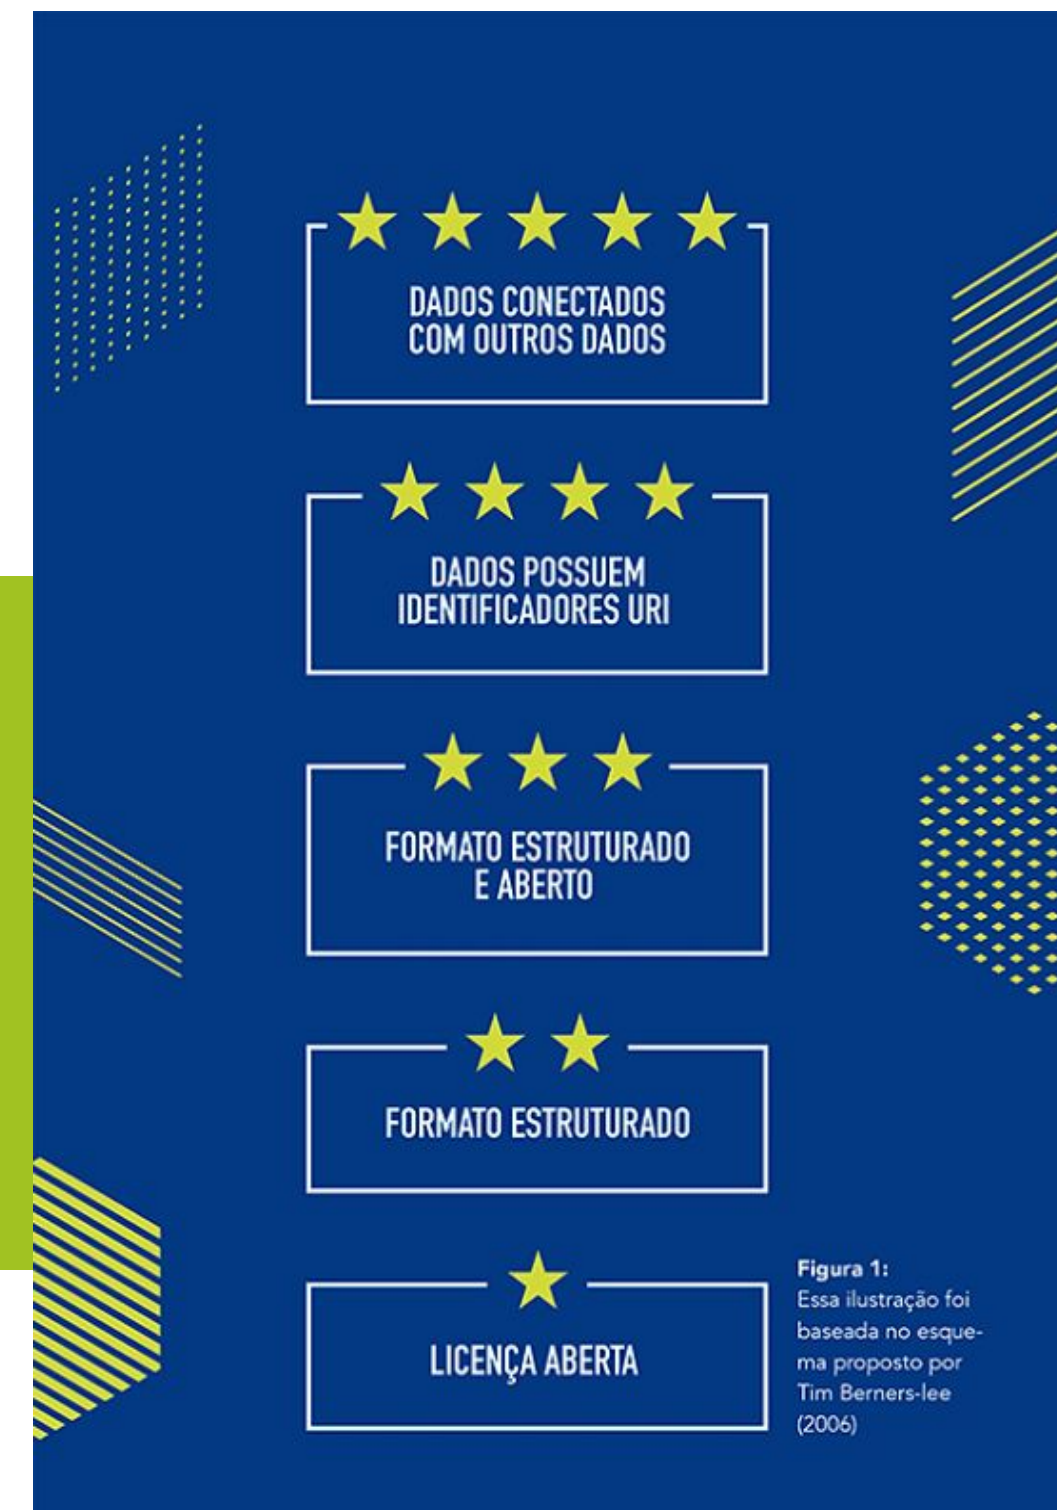 DADOS CONECTADOS
COM OUTROS DADOS
DADOS POSSUEM
IDENTIFICADORES URI
FORMATO ESTRUTURADO
E ABERTO
FORMATO ESTRUTURADO
LICENÇA ABERTA
Figura 1:
Essa ilustração foi
baseada no esque-
ma proposto por
Tim Berners-lee
(2006)